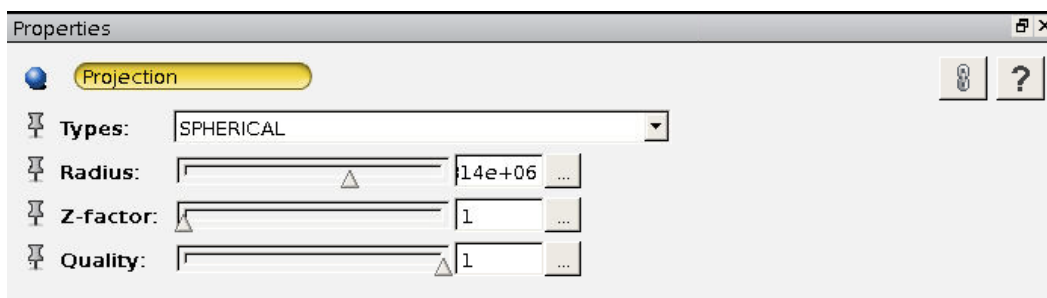 Properties
Projection ?
Types: SPHERICAL
Radius: 14e+06 ...
Z-factor: 1 ...
Quality: 1 ...